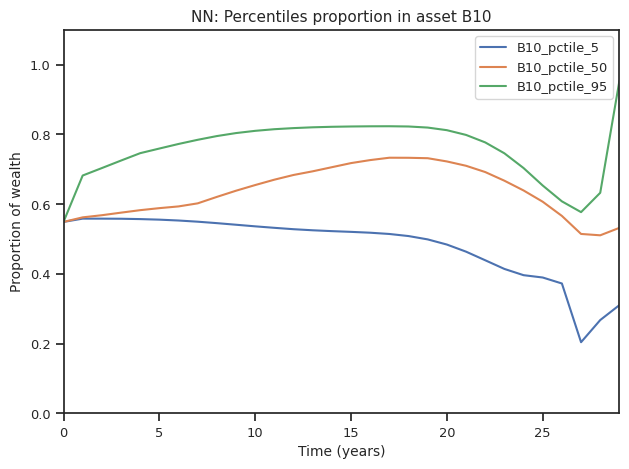 NN: Percentiles proportion in asset B10
B10_pctile_5
B10_pctile_50
B10_pctile_95
Proportion of wealth
1.0
0.8
0.6
0.4
0.2
0.0
0 5 10 15 20 25
Time (years)